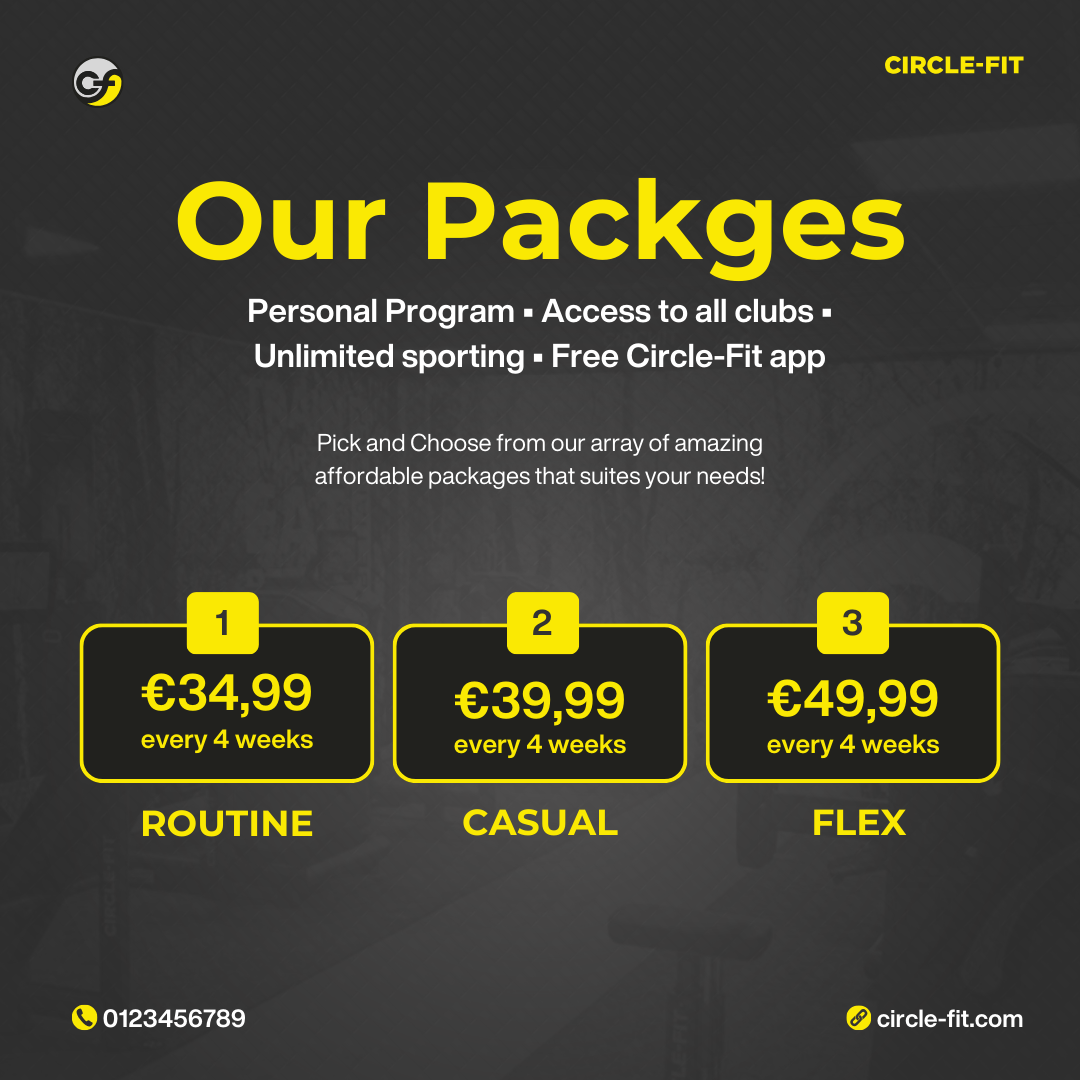 Gf
CIRCLE-FIT
Our Packges
Personal Program ▪ Access to all clubs ▪
Unlimited sporting ▪ Free Circle-Fit app
Pick and Choose from our array of amazing
affordable packages that suites your needs!
1
€34,99
every 4 weeks
ROUTINE
2
€39,99
every 4 weeks
CASUAL
3
€49,99
every 4 weeks
FLEX
0123456789
circle-fit.com